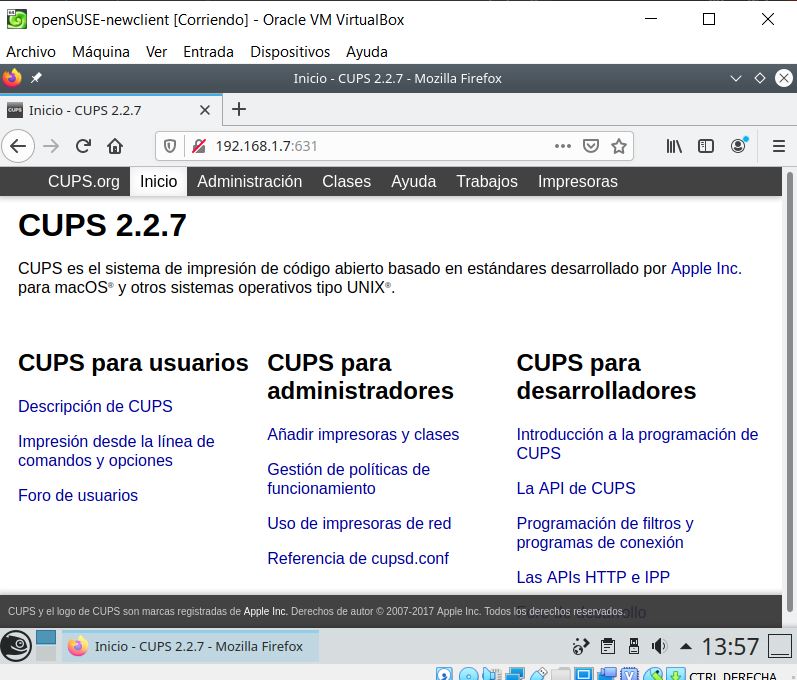 openSUSE-newclient [Corriendo] - Oracle VM VirtualBox
Archivo Máquina Ver Entrada Dispositivos Ayuda
Inicio - CUPS 2.2.7 - Mozilla Firefox
CUPS Inicio - CUPS 2.2.7
192.168.1.7:631
CUPS.org Inicio Administración Clases Ayuda Trabajos Impresoras
CUPS 2.2.7
CUPS es el sistema de impresión de código abierto basado en estándares desarrollado por Apple Inc.
para macOS® y otros sistemas operativos tipo UNIX®.
CUPS para usuarios
Descripción de CUPS
Impresión desde la línea de
comandos y opciones
Foro de usuarios
CUPS para
administradores
Añadir impresoras y clases
Gestión de políticas de
funcionamiento
Uso de impresoras de red
Referencia de cupsd.conf
CUPS para
desarrolladores
Introducción a la programación de
CUPS
La API de CUPS
Programación de filtros y
programas de conexión
Las APIs HTTP e IPP
Foro de desarrollo
CUPS y el logo de CUPS son marcas registradas de Apple Inc. Derechos de autor © 2007-2017 Apple Inc. Todos los derechos reservados.
Inicio - CUPS 2.2.7 - Mozilla Firefox
13:57
CTRL DERECHA